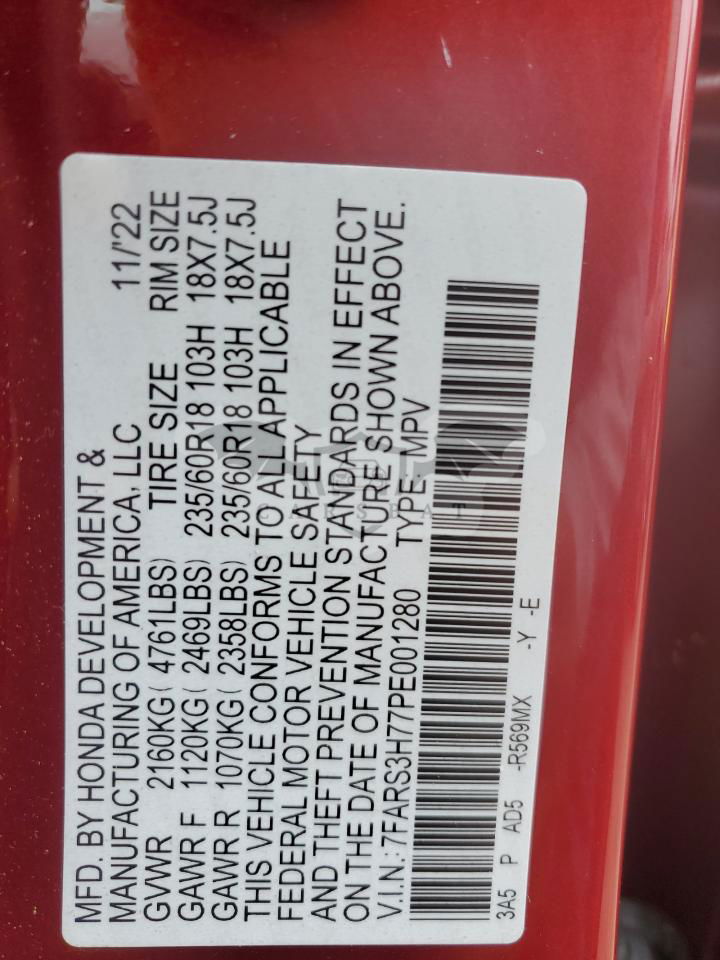 MFD. BY HONDA DEVELOPMENT &
MANUFACTURING OF AMERICA, LLC 11/'22
GVWR 2160KG( 4761LBS) TIRE SIZE RIM SIZE
GAWR F 1120KG( 2469LBS) 235/60R18 103H 18X7.5J
GAWR R 1070KG( 2358LBS) 235/60R18 103H 18X7.5J
THIS VEHICLE CONFORMS TO ALL APPLICABLE
FEDERAL MOTOR VEHICLE SAFETY
AND THEFT PREVENTION STANDARDS IN EFFECT
ON THE DATE OF MANUFACTURE SHOWN ABOVE.
V.I.N.: 7FARS3H77PE001280 TYPE: MPV
3A5 P AD5 -R569MX -Y -E
CARSBAT